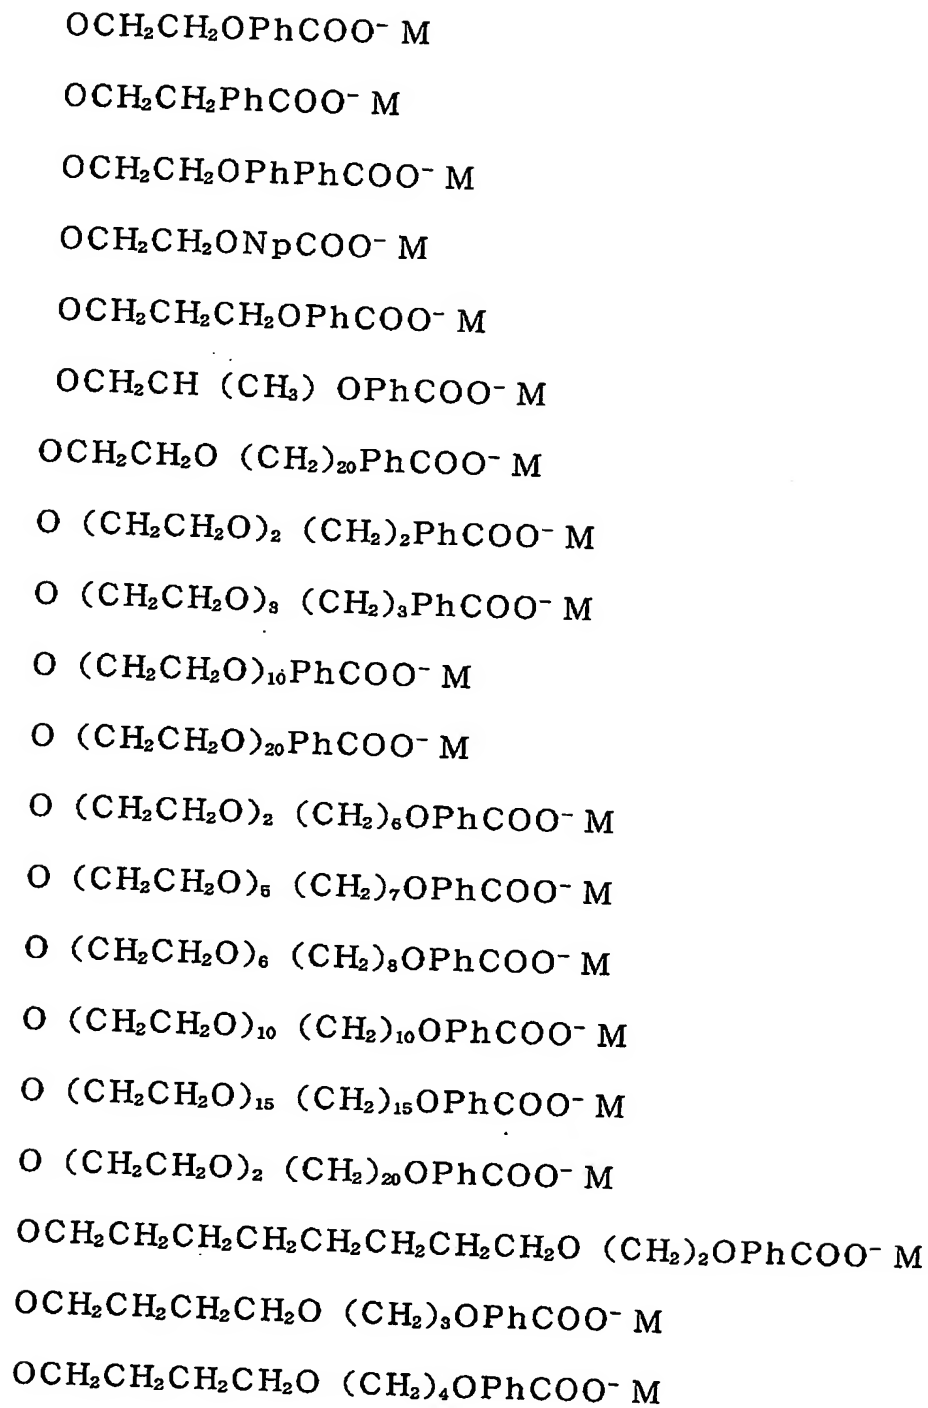 OCH₂CH₂OPhCOO⁻ M
OCH₂CH₂PhCOO⁻ M
OCH₂CH₂OPhPhCOO⁻ M
OCH₂CH₂ONpCOO⁻ M
OCH₂CH₂CH₂OPhCOO⁻ M
OCH₂CH (CH₃) OPhCOO⁻ M
OCH₂CH₂O (CH₂)₂₀PhCOO⁻ M
O (CH₂CH₂O)₂ (CH₂)₂PhCOO⁻ M
O (CH₂CH₂O)₃ (CH₂)₃PhCOO⁻ M
O (CH₂CH₂O)₁₀PhCOO⁻ M
O (CH₂CH₂O)₂₀PhCOO⁻ M
O (CH₂CH₂O)₂ (CH₂)₆OPhCOO⁻ M
O (CH₂CH₂O)₅ (CH₂)₇OPhCOO⁻ M
O (CH₂CH₂O)₆ (CH₂)₈OPhCOO⁻ M
O (CH₂CH₂O)₁₀ (CH₂)₁₀OPhCOO⁻ M
O (CH₂CH₂O)₁₅ (CH₂)₁₅OPhCOO⁻ M
O (CH₂CH₂O)₂ (CH₂)₂₀OPhCOO⁻ M
OCH₂CH₂CH₂CH₂CH₂CH₂CH₂CH₂O (CH₂)₂OPhCOO⁻ M
OCH₂CH₂CH₂CH₂O (CH₂)₃OPhCOO⁻ M
OCH₂CH₂CH₂CH₂O (CH₂)₄OPhCOO⁻ M